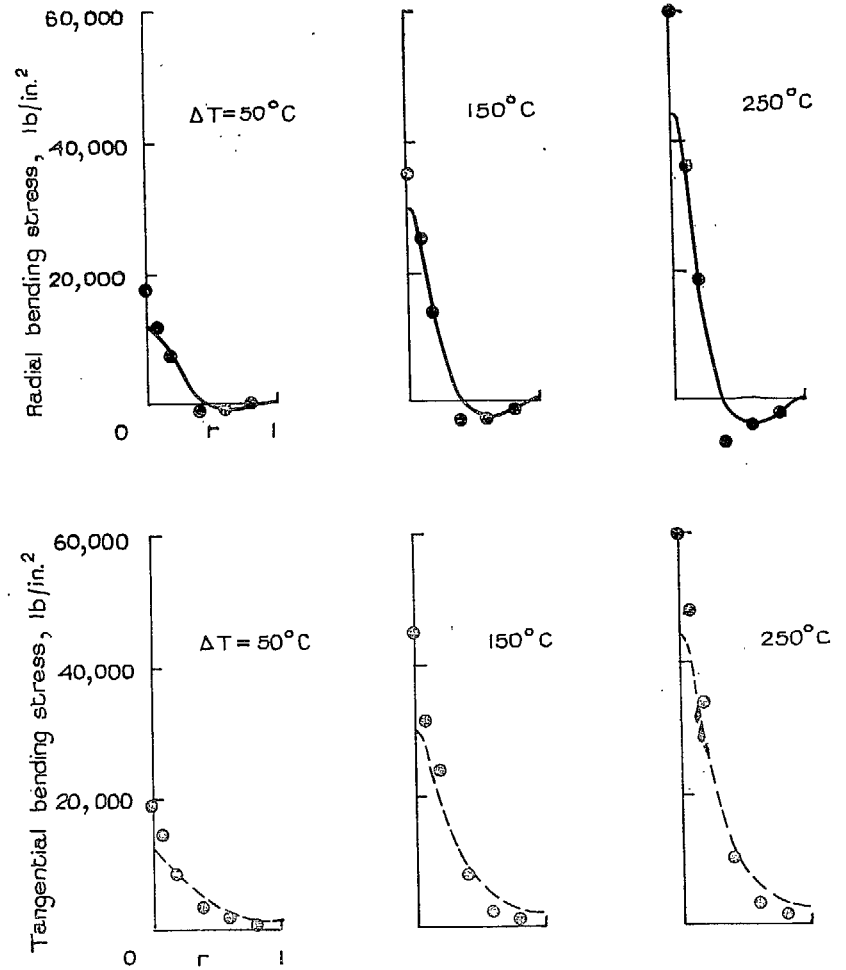 60,000
40,000
20,000
0
r
1
Radial bending stress, lb/in.²
ΔT=50°C
150°C
250°C
60,000
40,000
20,000
0
r
1
Tangential bending stress, lb/in.²
ΔT=50°C
150°C
250°C